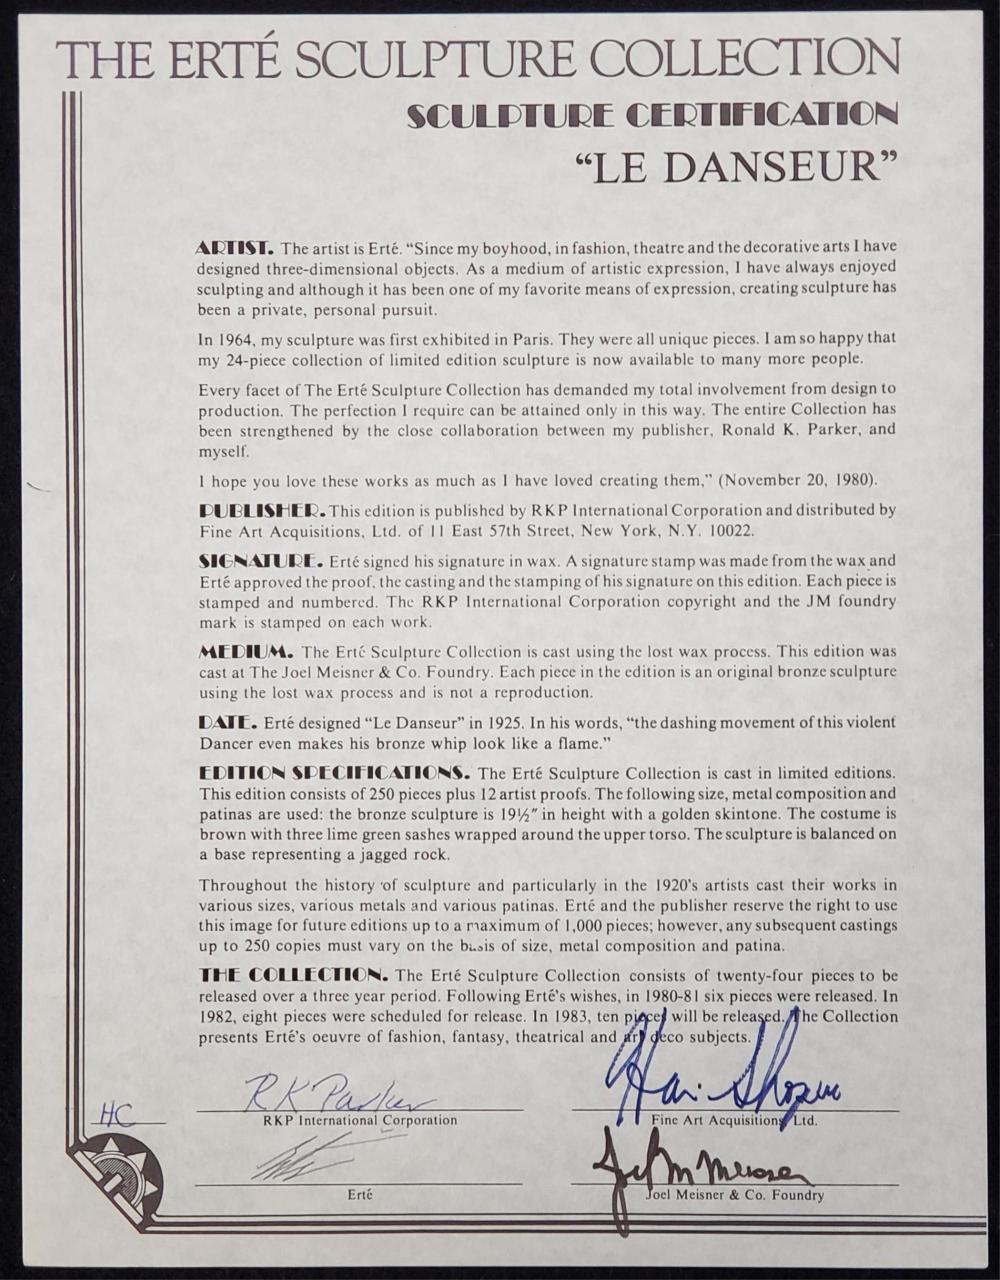 THE ERTÉ SCULPTURE COLLECTION
SCULPTURE CERTIFICATION
“LE DANSEUR”
ARTIST. The artist is Erté. “Since my boyhood, in fashion, theatre and the decorative arts I have
designed three-dimensional objects. As a medium of artistic expression, I have always enjoyed
sculpting and although it has been one of my favorite means of expression, creating sculpture has
been a private, personal pursuit.
In 1964, my sculpture was first exhibited in Paris. They were all unique pieces. I am so happy that
my 24-piece collection of limited edition sculpture is now available to many more people.
Every facet of The Erté Sculpture Collection has demanded my total involvement from design to
production. The perfection I require can be attained only in this way. The entire Collection has
been strengthened by the close collaboration between my publisher, Ronald K. Parker, and
myself.
I hope you love these works as much as I have loved creating them,” (November 20, 1980).
PUBLISHER. This edition is published by RKP International Corporation and distributed by
Fine Art Acquisitions, Ltd. of 11 East 57th Street, New York, N.Y. 10022.
SIGNATURE. Erté signed his signature in wax. A signature stamp was made from the wax and
Erté approved the proof, the casting and the stamping of his signature on this edition. Each piece is
stamped and numbered. The RKP International Corporation copyright and the JM foundry
mark is stamped on each work.
MEDIUM. The Erté Sculpture Collection is cast using the lost wax process. This edition was
cast at The Joel Meisner & Co. Foundry. Each piece in the edition is an original bronze sculpture
using the lost wax process and is not a reproduction.
DATE. Erté designed “Le Danseur” in 1925. In his words, “the dashing movement of this violent
Dancer even makes his bronze whip look like a flame.”
EDITION SPECIFICATIONS. The Erté Sculpture Collection is cast in limited editions.
This edition consists of 250 pieces plus 12 artist proofs. The following size, metal composition and
patinas are used: the bronze sculpture is 19½″ in height with a golden skintone. The costume is
brown with three lime green sashes wrapped around the upper torso. The sculpture is balanced on
a base representing a jagged rock.
Throughout the history of sculpture and particularly in the 1920's artists cast their works in
various sizes, various metals and various patinas. Erté and the publisher reserve the right to use
this image for future editions up to a maximum of 1,000 pieces; however, any subsequent castings
up to 250 copies must vary on the basis of size, metal composition and patina.
THE COLLECTION. The Erté Sculpture Collection consists of twenty-four pieces to be
released over a three year period. Following Erté's wishes, in 1980-81 six pieces were released. In
1982, eight pieces were scheduled for release. In 1983, ten pieces will be released. The Collection
presents Erté's oeuvre of fashion, fantasy, theatrical and art deco subjects.
HC
RK Parker
RKP International Corporation
Fine Art Acquisitions, Ltd.
Erté
Joel M Meisner
Joel Meisner & Co. Foundry